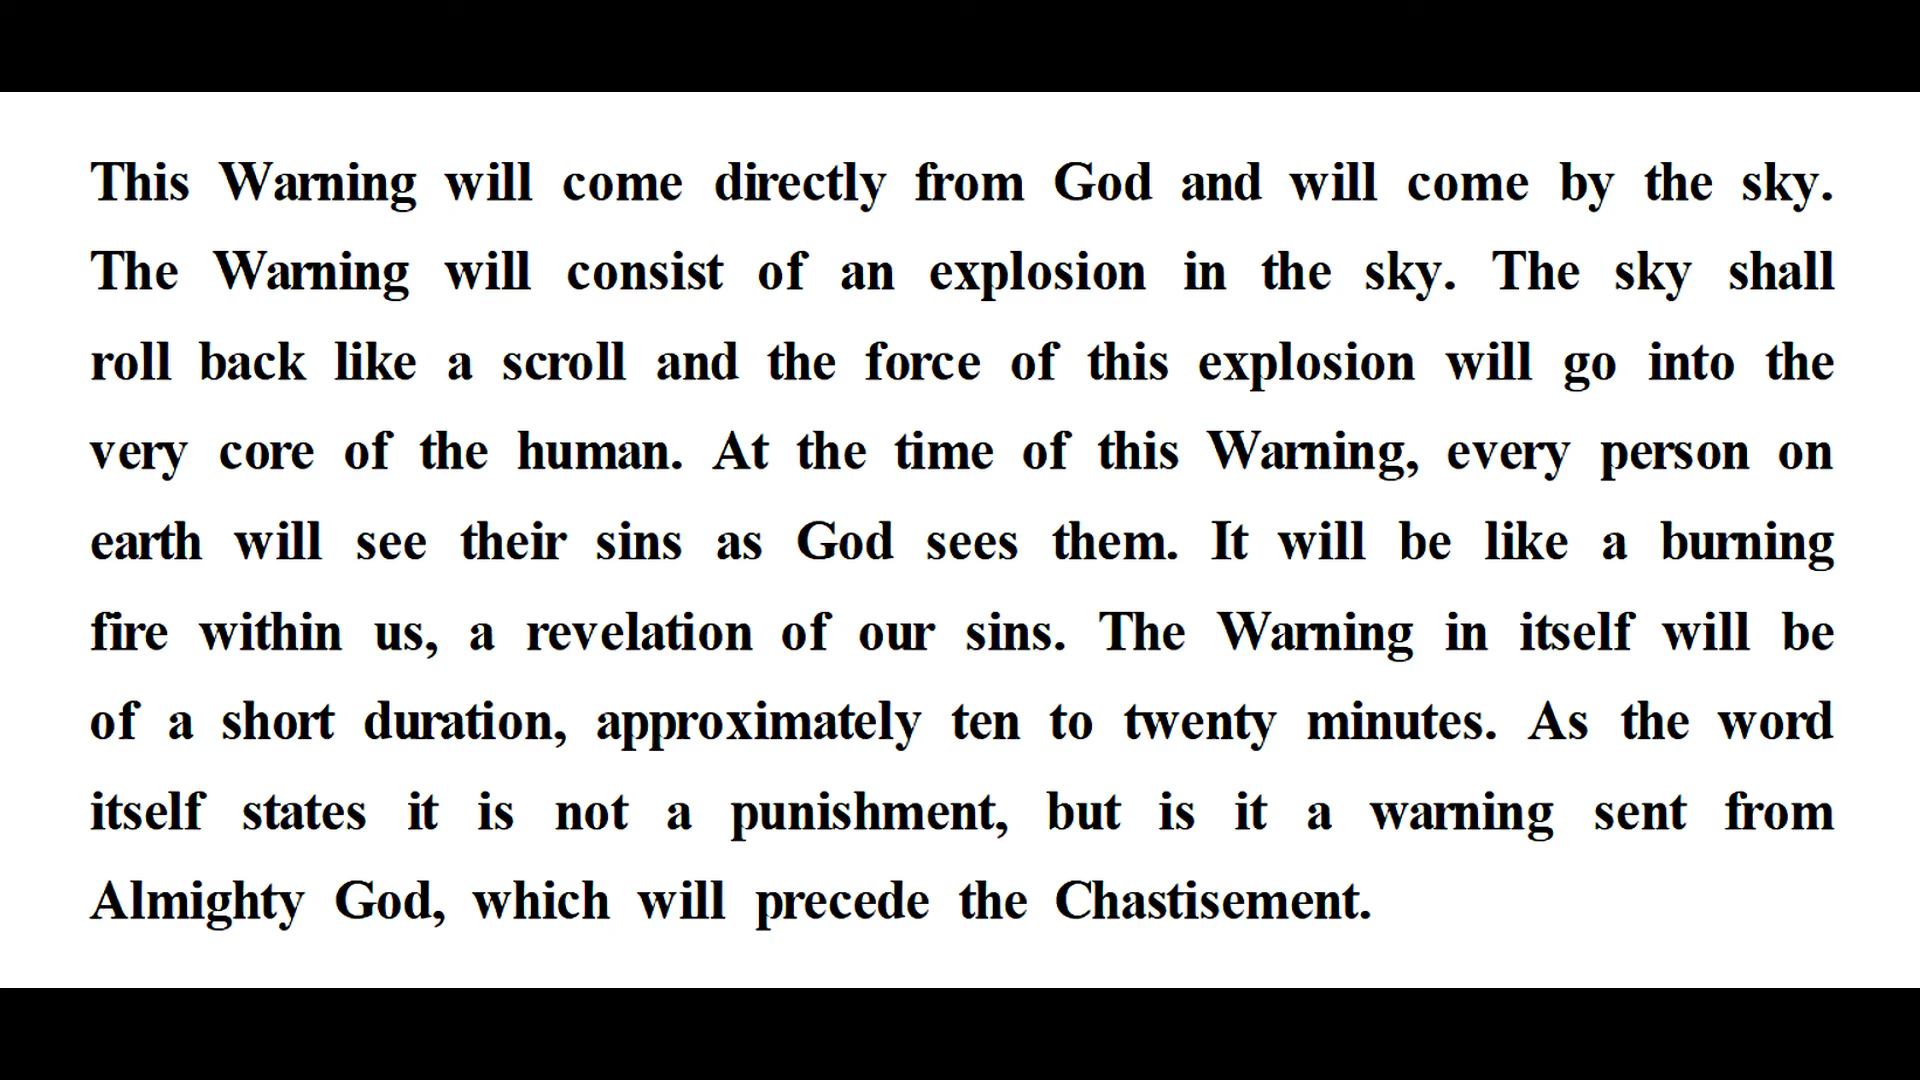 This Warning will come directly from God and will come by the sky.
The Warning will consist of an explosion in the sky. The sky shall
roll back like a scroll and the force of this explosion will go into the
very core of the human. At the time of this Warning, every person on
earth will see their sins as God sees them. It will be like a burning
fire within us, a revelation of our sins. The Warning in itself will be
of a short duration, approximately ten to twenty minutes. As the word
itself states it is not a punishment, but is it a warning sent from
Almighty God, which will precede the Chastisement.